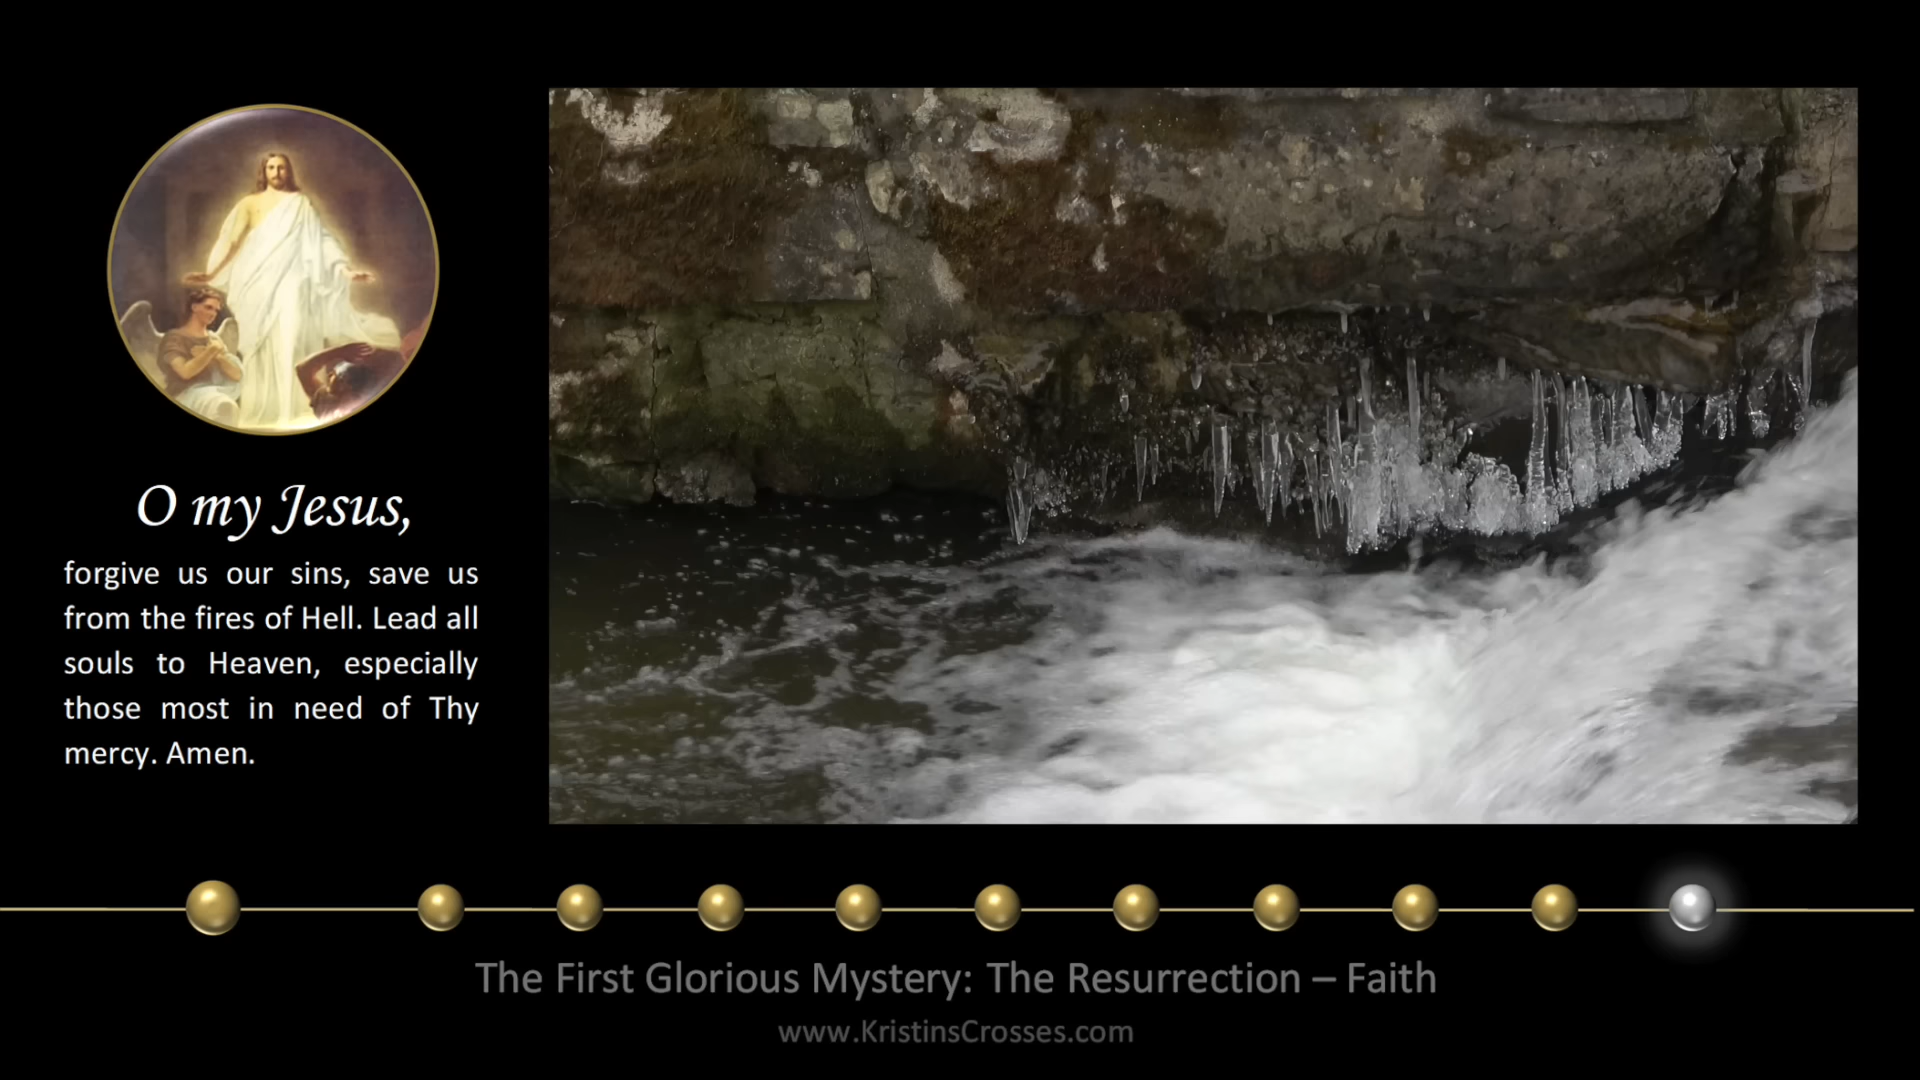 O my Jesus,
forgive us our sins, save us
from the fires of Hell. Lead all
souls to Heaven, especially
those most in need of Thy
mercy. Amen.
The First Glorious Mystery: The Resurrection – Faith
www.KristinsCrosses.com